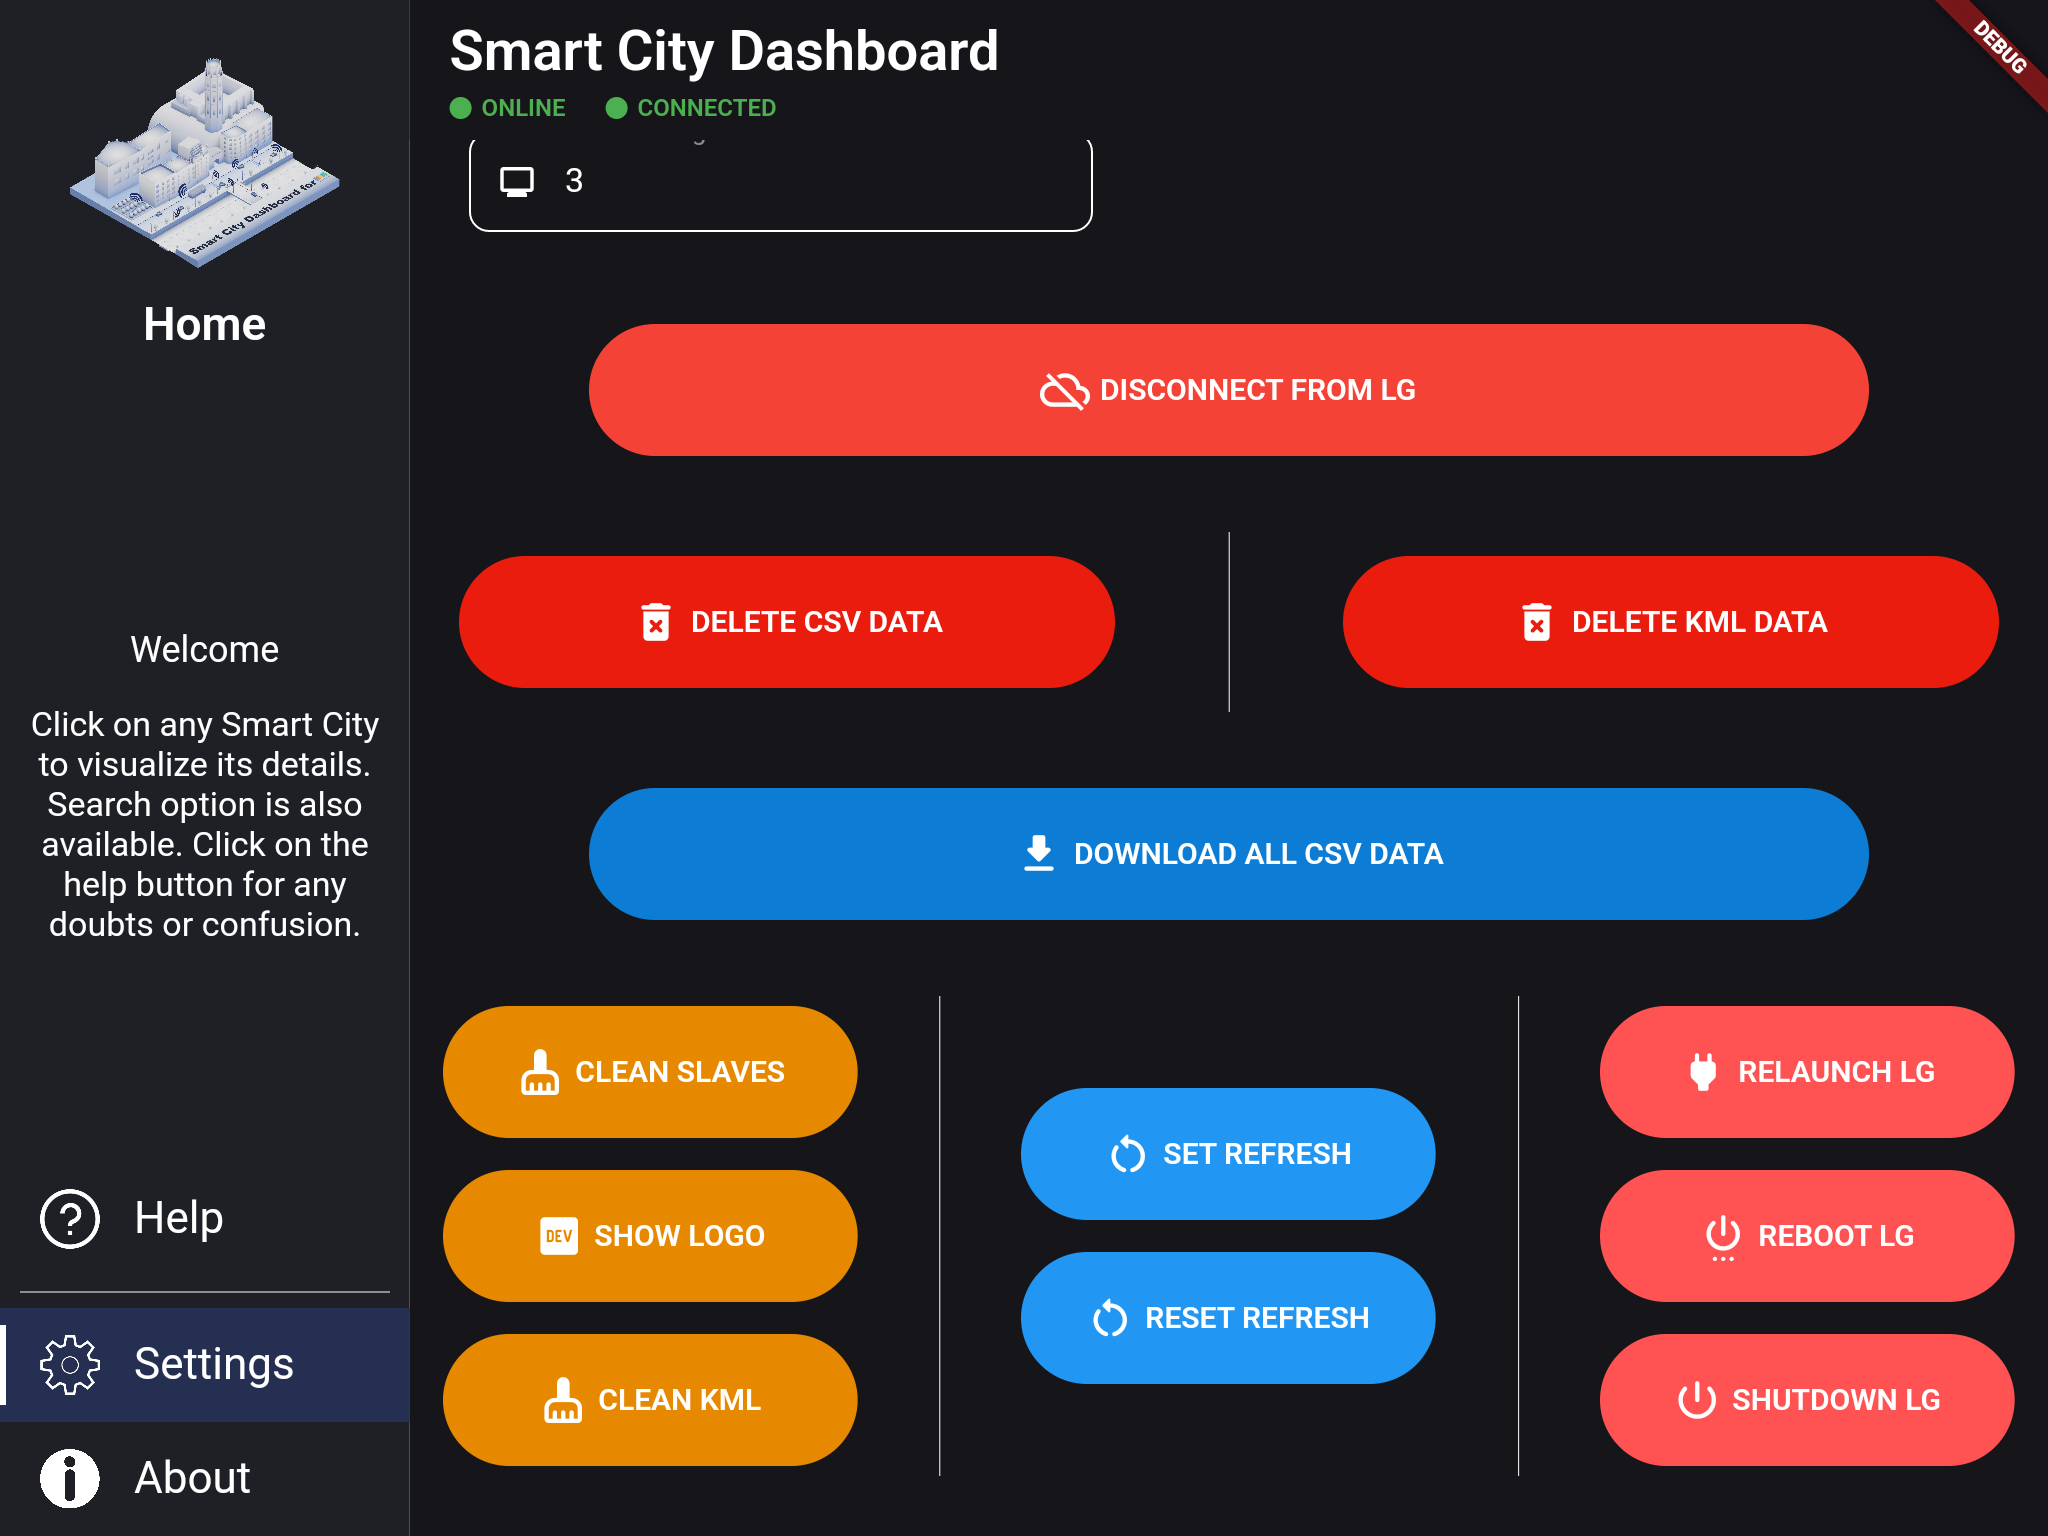 Smart City Dashboard
ONLINE CONNECTED
DEBUG
Smart City Dashboard for
Home
3
DISCONNECT FROM LG
DELETE CSV DATA
DELETE KML DATA
Welcome
Click on any Smart City
to visualize its details.
Search option is also
available. Click on the
help button for any
doubts or confusion.
DOWNLOAD ALL CSV DATA
CLEAN SLAVES
DEV SHOW LOGO
CLEAN KML
SET REFRESH
RESET REFRESH
RELAUNCH LG
REBOOT LG
SHUTDOWN LG
Help
Settings
About